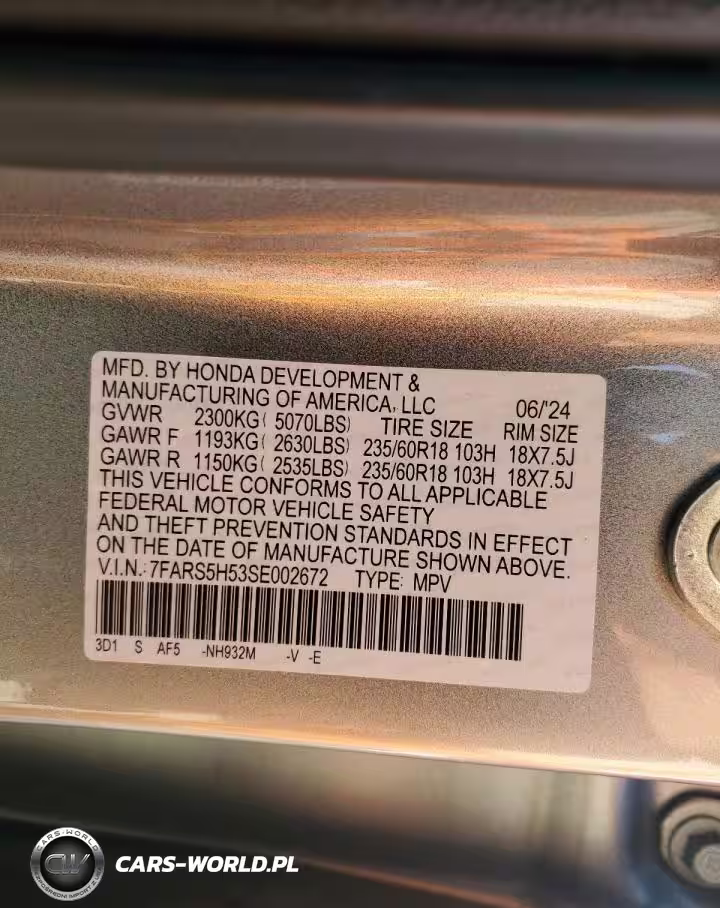 MFD. BY HONDA DEVELOPMENT &
MANUFACTURING OF AMERICA, LLC 06/'24
GVWR 2300KG( 5070LBS) TIRE SIZE RIM SIZE
GAWR F 1193KG( 2630LBS) 235/60R18 103H 18X7.5J
GAWR R 1150KG( 2535LBS) 235/60R18 103H 18X7.5J
THIS VEHICLE CONFORMS TO ALL APPLICABLE
FEDERAL MOTOR VEHICLE SAFETY
AND THEFT PREVENTION STANDARDS IN EFFECT
ON THE DATE OF MANUFACTURE SHOWN ABOVE.
V.I.N.: 7FARS5H53SE002672 TYPE: MPV
3D1 S AF5 -NH932M -V -E
CARS-WORLD
CW
CARS-WORLD.PL